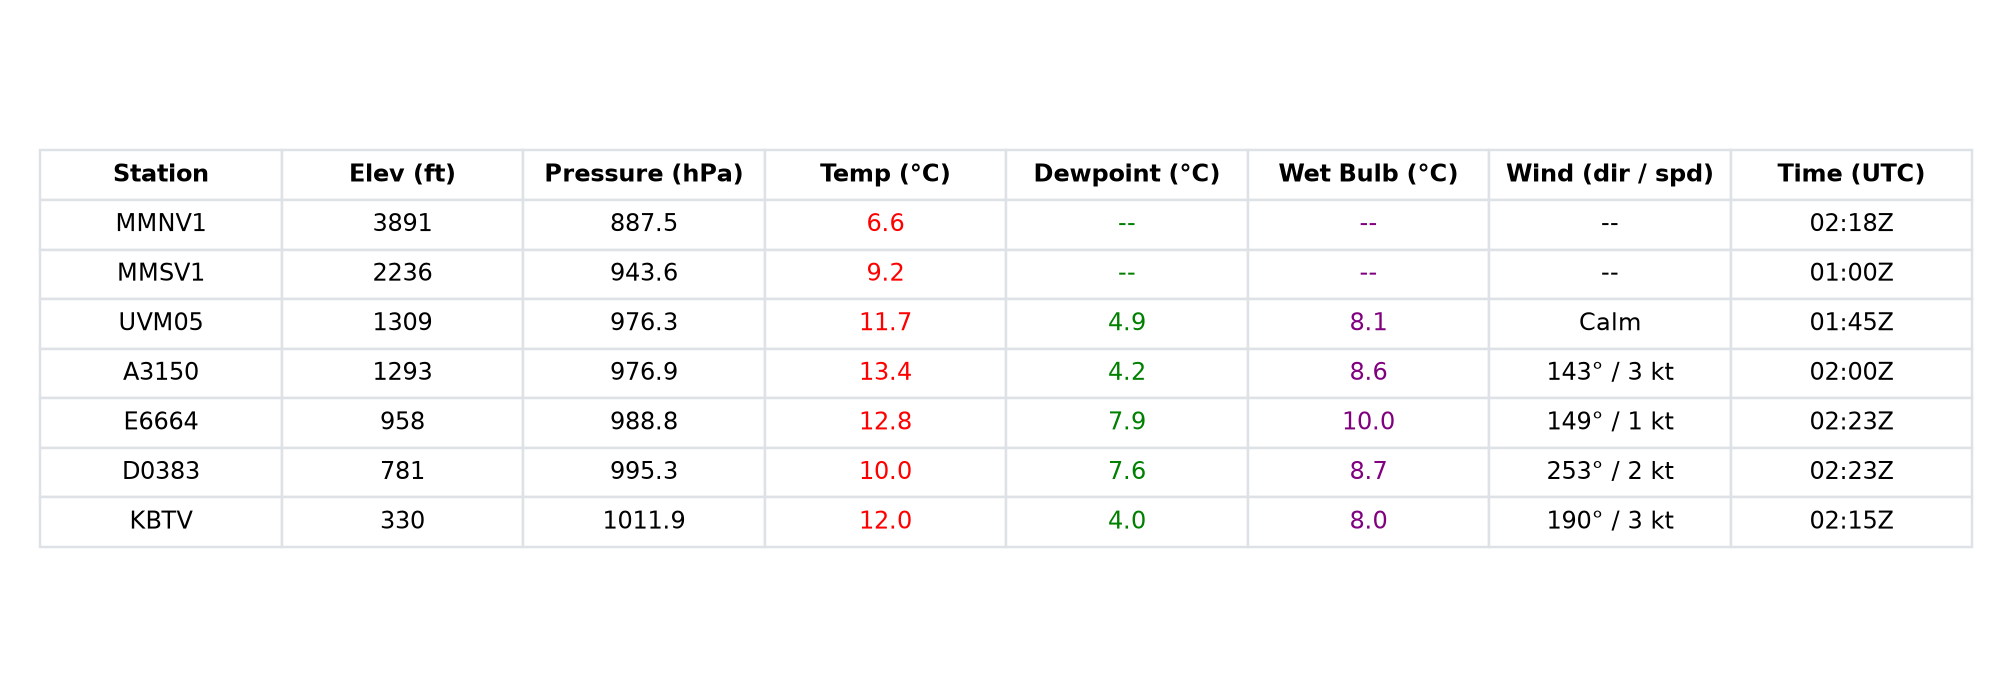 Station Elev (ft) Pressure (hPa) Temp (°C) Dewpoint (°C) Wet Bulb (°C) Wind (dir / spd) Time (UTC)
MMNV1 3891 887.5 6.6 -- -- -- 02:18Z
MMSV1 2236 943.6 9.2 -- -- -- 01:00Z
UVM05 1309 976.3 11.7 4.9 8.1 Calm 01:45Z
A3150 1293 976.9 13.4 4.2 8.6 143° / 3 kt 02:00Z
E6664 958 988.8 12.8 7.9 10.0 149° / 1 kt 02:23Z
D0383 781 995.3 10.0 7.6 8.7 253° / 2 kt 02:23Z
KBTV 330 1011.9 12.0 4.0 8.0 190° / 3 kt 02:15Z